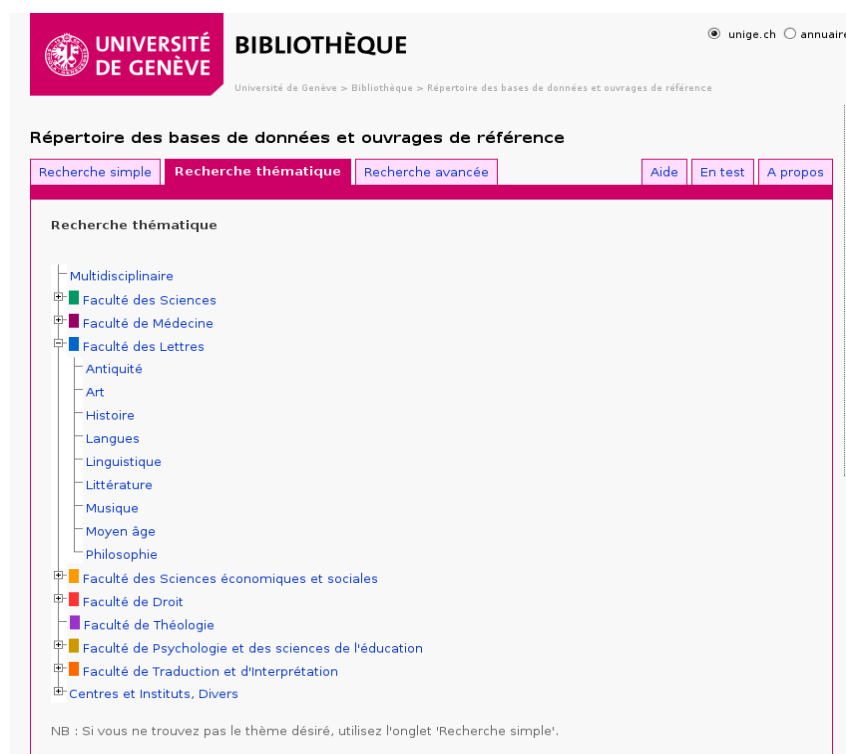 UNIVERSITÉ
DE GENÈVE
BIBLIOTHÈQUE
unige.ch annuaire
Université de Genève > Bibliothèque > Répertoire des bases de données et ouvrages de référence
Répertoire des bases de données et ouvrages de référence
Recherche simple Recherche thématique Recherche avancée Aide En test A propos
Recherche thématique
Multidisciplinaire
Faculté des Sciences
Faculté de Médecine
Faculté des Lettres
Antiquité
Art
Histoire
Langues
Linguistique
Littérature
Musique
Moyen âge
Philosophie
Faculté des Sciences économiques et sociales
Faculté de Droit
Faculté de Théologie
Faculté de Psychologie et des sciences de l'éducation
Faculté de Traduction et d'Interprétation
Centres et Instituts, Divers
NB : Si vous ne trouvez pas le thème désiré, utilisez l'onglet 'Recherche simple'.